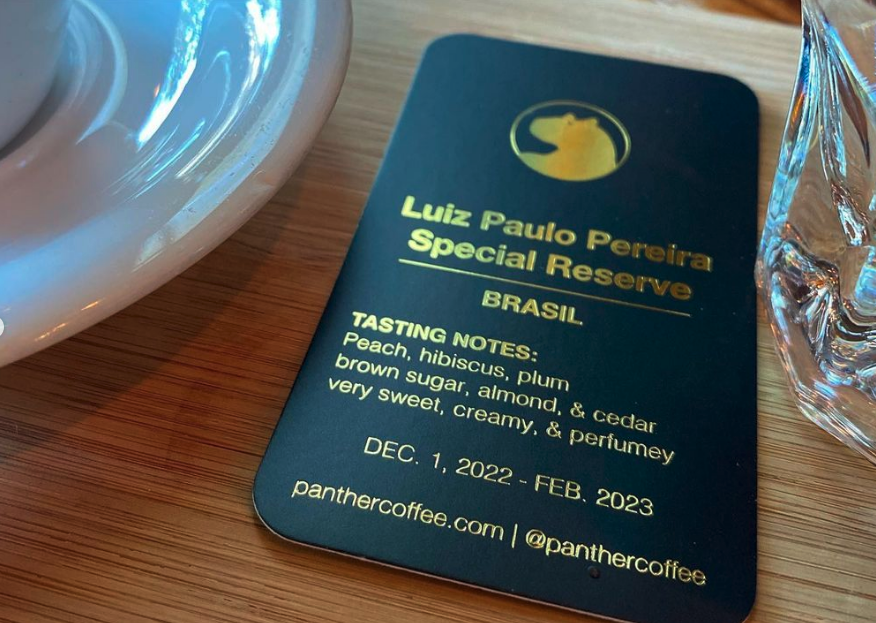 Luiz Paulo Pereira
Special Reserve
BRASIL
TASTING NOTES:
Peach, hibiscus, plum
brown sugar, almond, & cedar
very sweet, creamy, & perfumey
DEC. 1, 2022 - FEB. 2023
panthercoffee.com | @panthercoffee